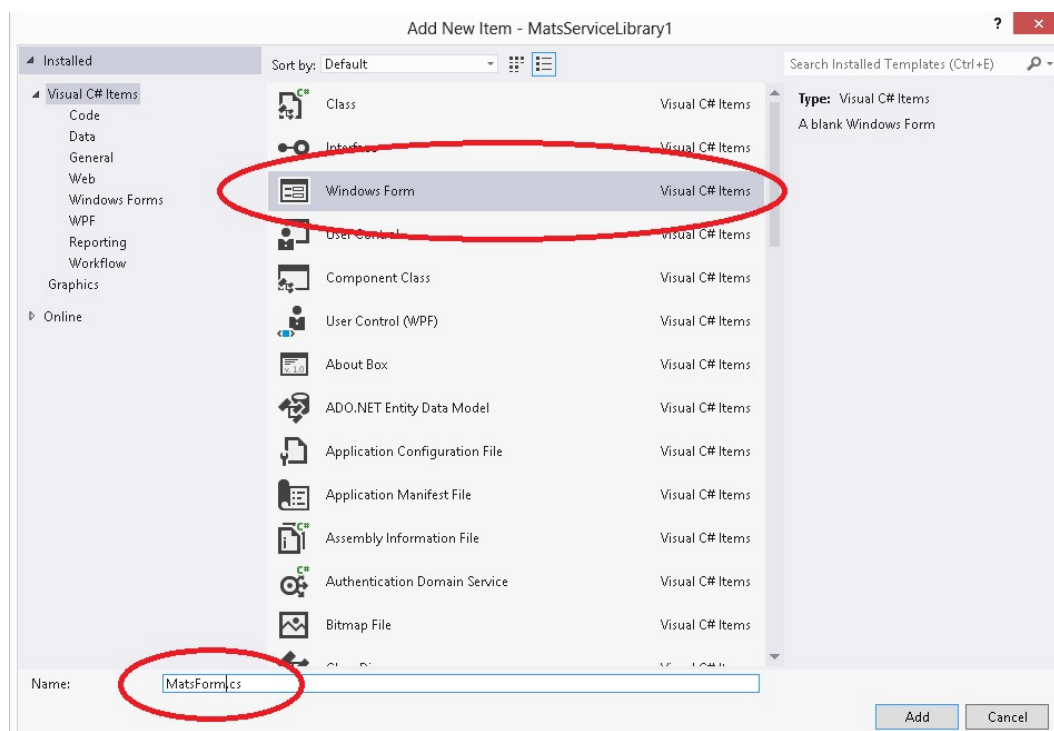 Add New Item - MatsServiceLibrary1
?
Installed
Sort by: Default
Search Installed Templates (Ctrl+E)
Visual C# Items
Code
Data
General
Web
Windows Forms
WPF
Reporting
Workflow
Graphics
Online
Class Visual C# Items
Interface Visual C# Items
Windows Form Visual C# Items
User Control Visual C# Items
Component Class Visual C# Items
User Control (WPF) Visual C# Items
About Box Visual C# Items
ADO.NET Entity Data Model Visual C# Items
Application Configuration File Visual C# Items
Application Manifest File Visual C# Items
Assembly Information File Visual C# Items
Authentication Domain Service Visual C# Items
Bitmap File Visual C# Items
Type: Visual C# Items
A blank Windows Form
Name: MatsForm.cs
Add Cancel